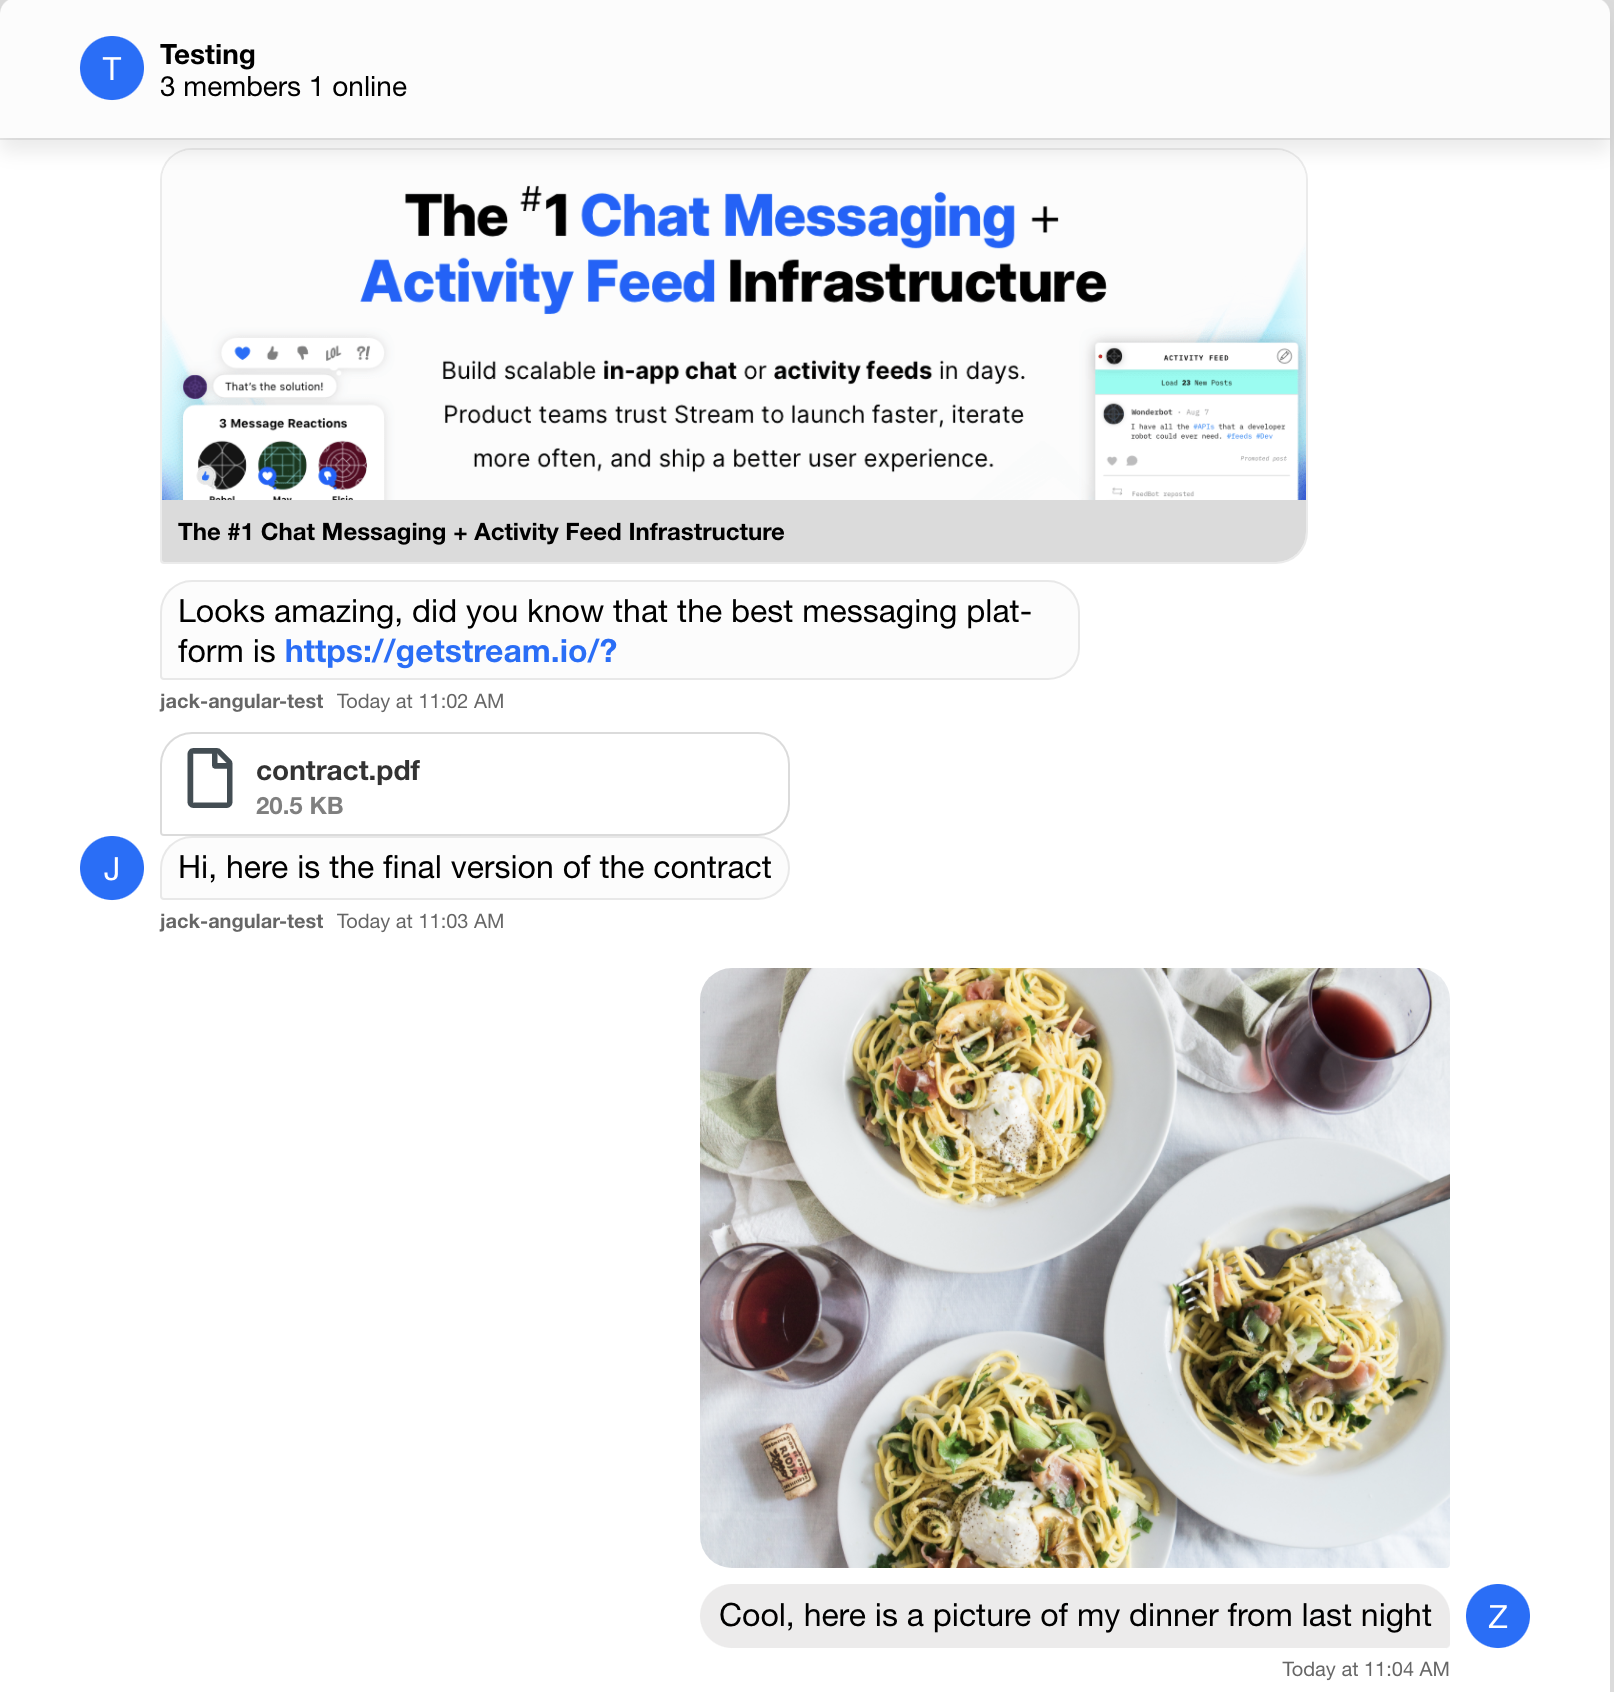 T
Testing
3 members 1 online
The #1 Chat Messaging +
Activity Feed Infrastructure
LOL ?!
That's the solution!
3 Message Reactions
Build scalable in-app chat or activity feeds in days.
Product teams trust Stream to launch faster, iterate
more often, and ship a better user experience.
ACTIVITY FEED
Load 23 New Posts
Wonderbot · Aug 7
I have all the #APIs that a developer
robot could ever need. #feeds #Dev
Promoted post
FeedBot reposted
The #1 Chat Messaging + Activity Feed Infrastructure
Looks amazing, did you know that the best messaging plat-
form is https://getstream.io/?
jack-angular-test Today at 11:02 AM
contract.pdf
20.5 KB
J
Hi, here is the final version of the contract
jack-angular-test Today at 11:03 AM
RIOJA
Cool, here is a picture of my dinner from last night
Z
Today at 11:04 AM